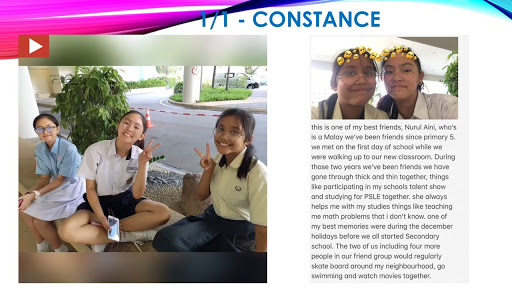 1/1 - CONSTANCE
this is one of my best friends, Nurul Aini, who's
is a Malay we've been friends since primary 5.
we met on the first day of school while we
were walking up to our new classroom. During
those two years we've been friends we have
gone through thick and thin together, things
like participating in my schools talent show
and studying for PSLE together. she always
helps me with my studies things like teaching
me math problems that i don't know. one of
my best memories were during the december
holidays before we all started Secondary
school. The two of us including four more
people in our friend group would regularly
skate board around my neighbourhood, go
swimming and watch movies together.